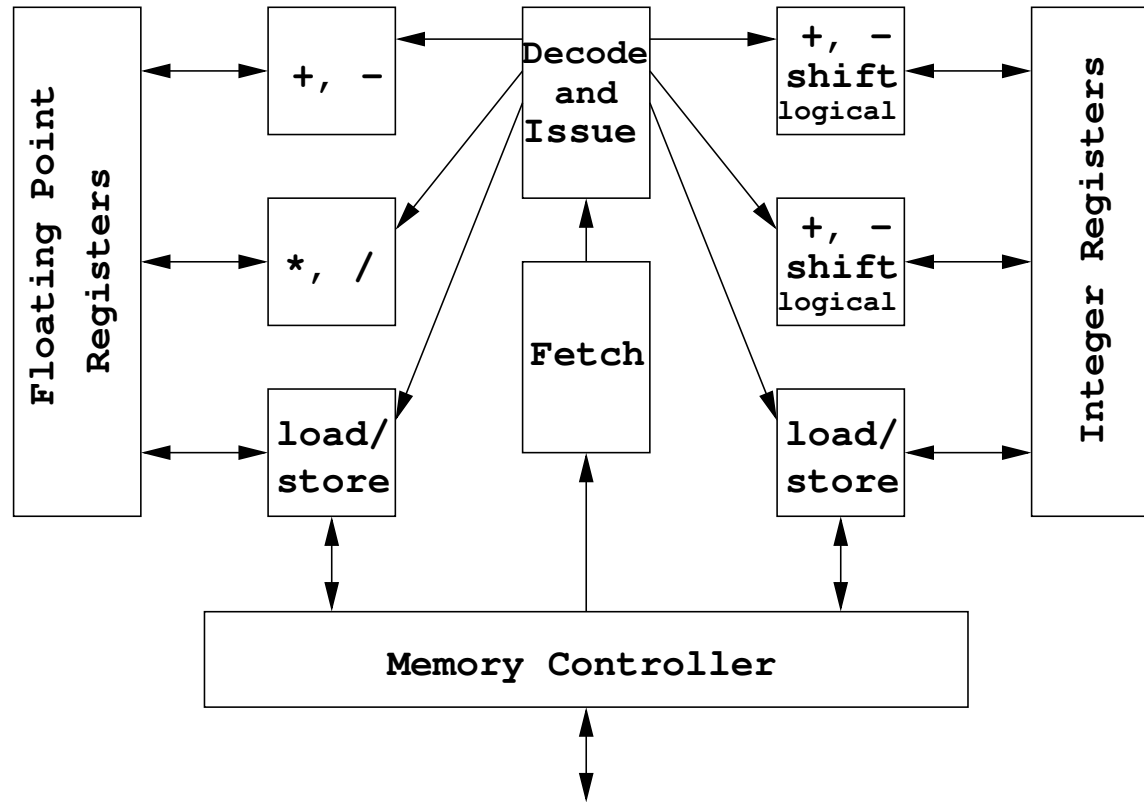 Floating Point
Registers
+, -
*, /
load/
store
Decode
and
Issue
Fetch
+, -
shift
logical
+, -
shift
logical
load/
store
Integer Registers
Memory Controller